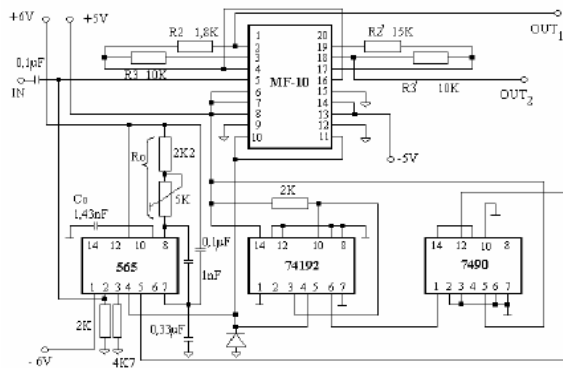 +6V +5V
R2 1,8K
R2' 15K
OUT1
0,1µF
IN
R3 10K
MF-10
R3' 10K
OUT2
1 2 3 4 5 6 7 8 9 10
20 19 18 17 16 15 14 13 12 11
-5V
Ro
2K2
5K
2K
Co
1,43nF
0,1µF
1nF
14 12 10 8
565
1 2 3 4 5 6 7
14 12 10 8
74192
1 3 4 5 6 7
14 12 10 8
7490
1 2 3 4 5 6 7
2K
4K7
0,33µF
- 6V